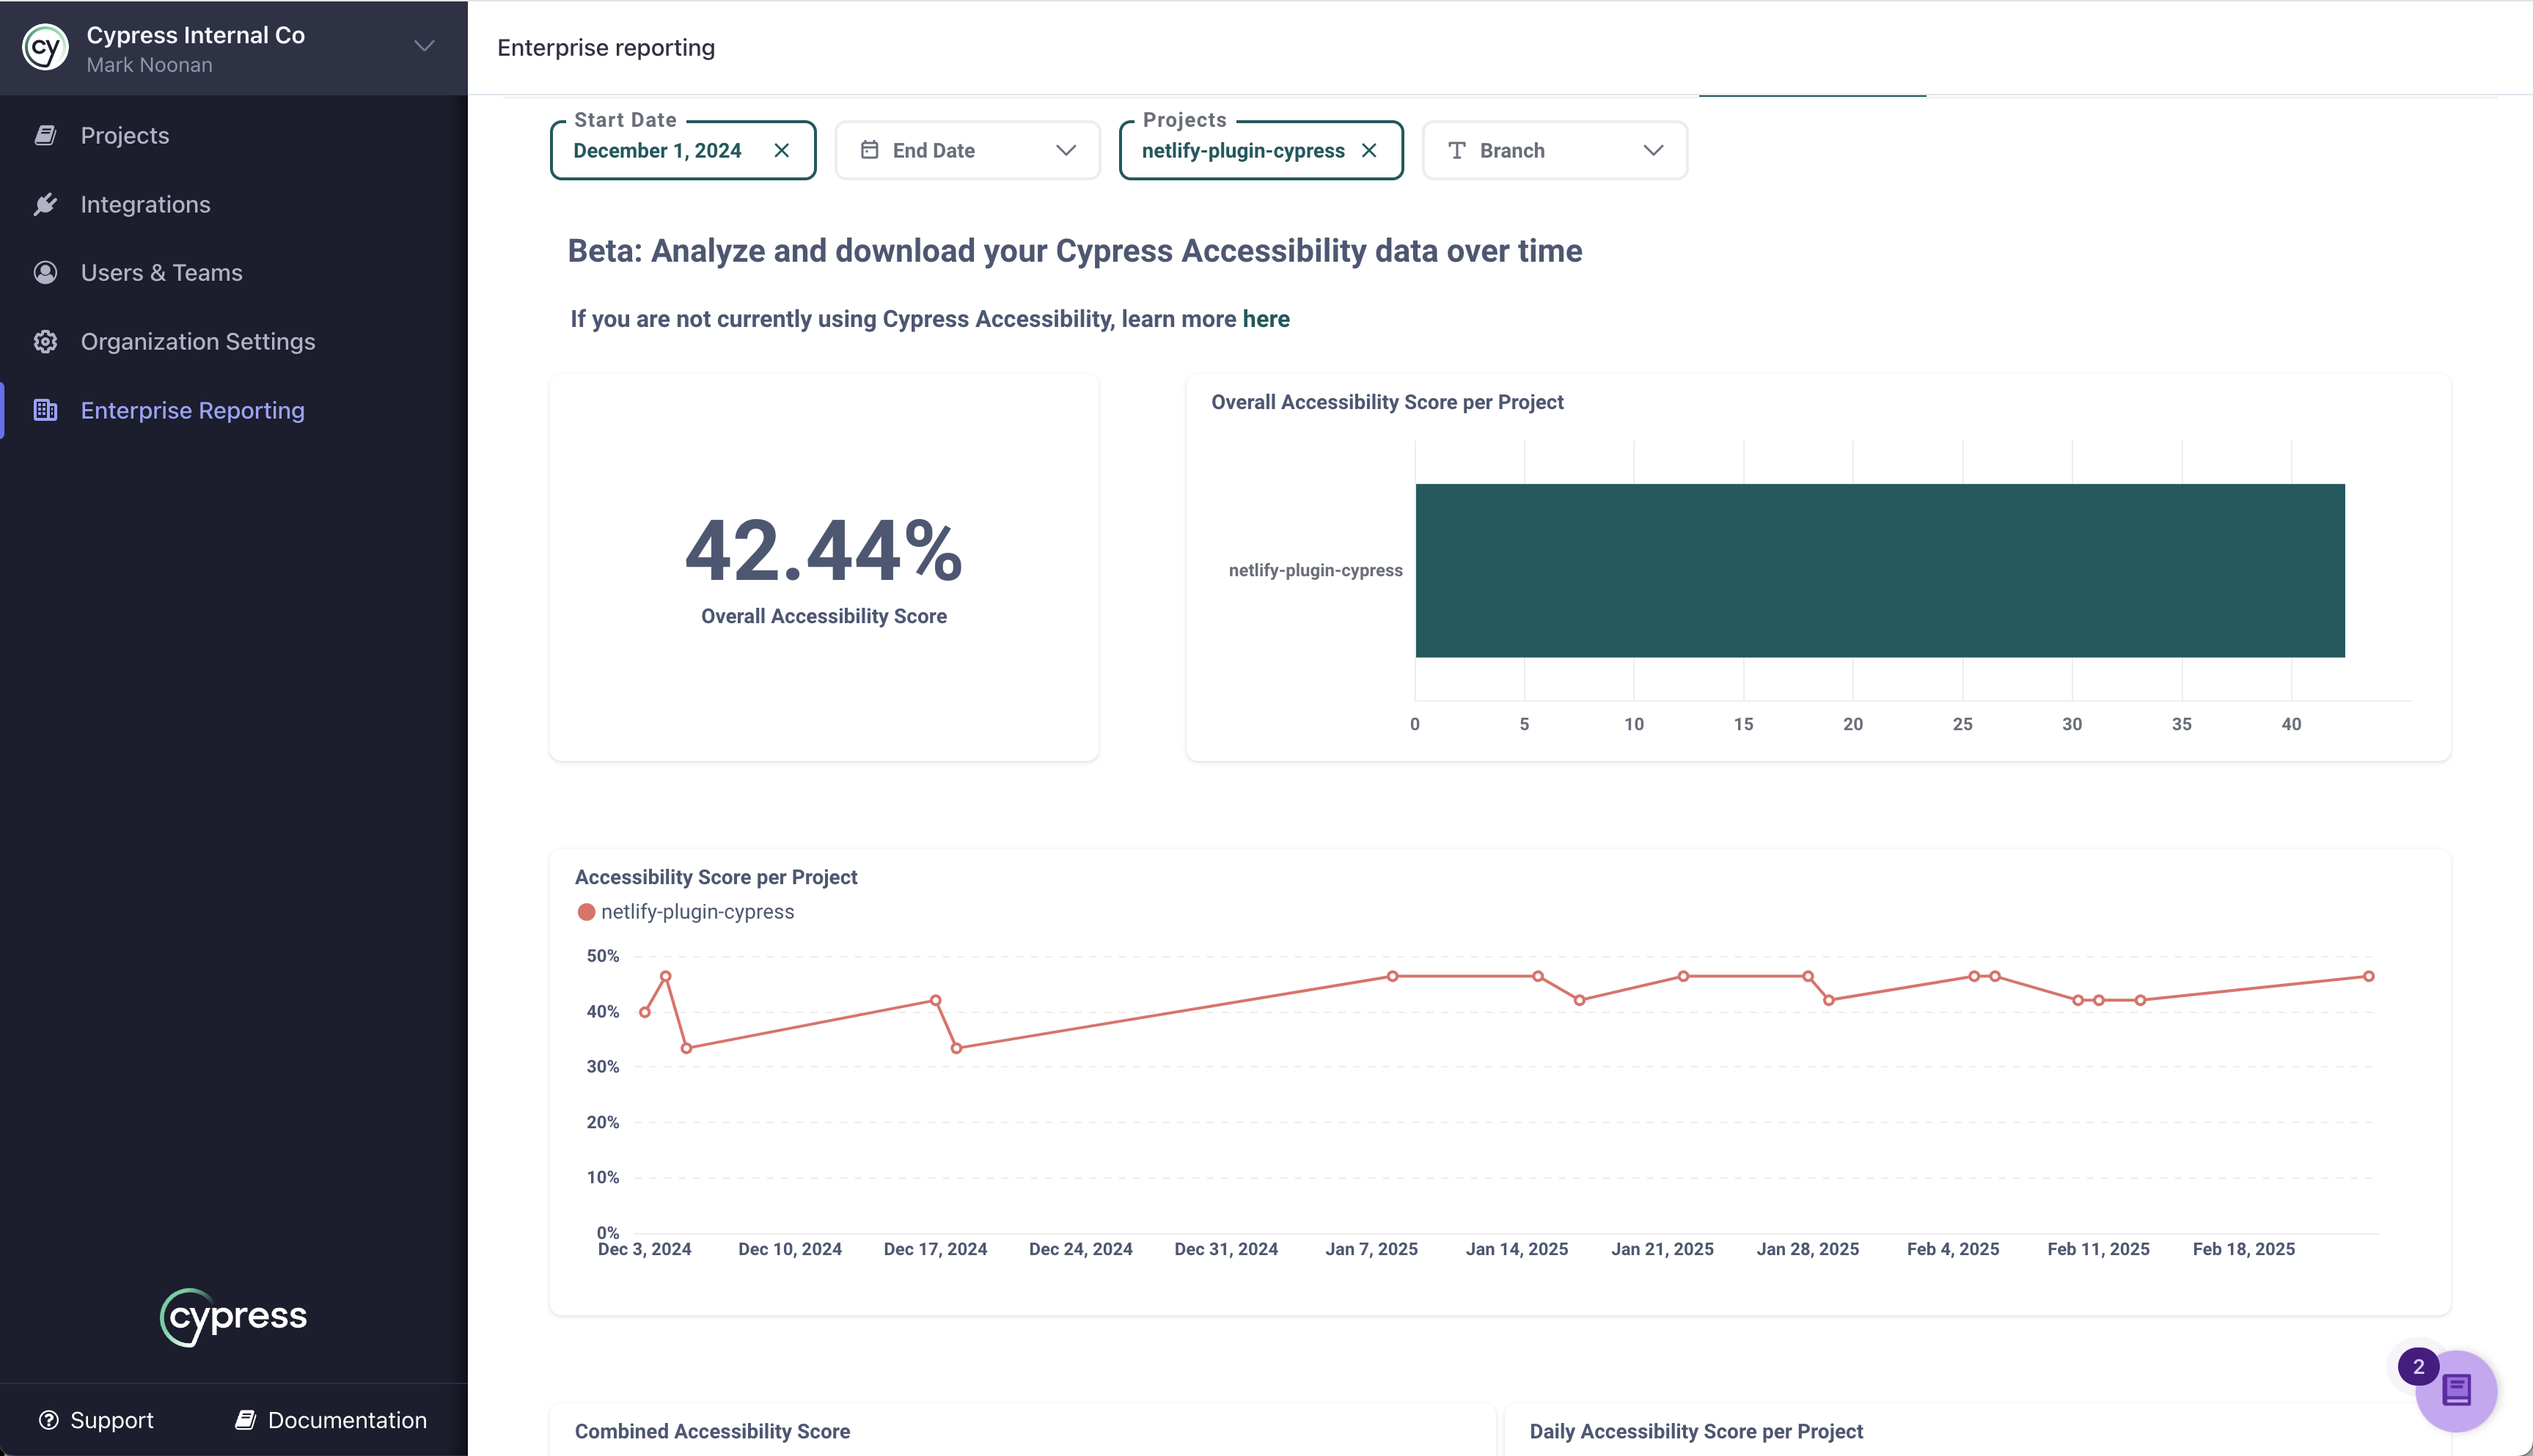 cy
Cypress Internal Co
Mark Noonan
Projects
Integrations
Users & Teams
Organization Settings
Enterprise Reporting
cypress
Support
Documentation
Enterprise reporting
Start Date
December 1, 2024
End Date
Projects
netlify-plugin-cypress
Branch
Beta: Analyze and download your Cypress Accessibility data over time
If you are not currently using Cypress Accessibility, learn more here
42.44%
Overall Accessibility Score
Overall Accessibility Score per Project
netlify-plugin-cypress
0 5 10 15 20 25 30 35 40
Accessibility Score per Project
netlify-plugin-cypress
50%
40%
30%
20%
10%
0%
Dec 3, 2024 Dec 10, 2024 Dec 17, 2024 Dec 24, 2024 Dec 31, 2024 Jan 7, 2025 Jan 14, 2025 Jan 21, 2025 Jan 28, 2025 Feb 4, 2025 Feb 11, 2025 Feb 18, 2025
2
Combined Accessibility Score
Daily Accessibility Score per Project